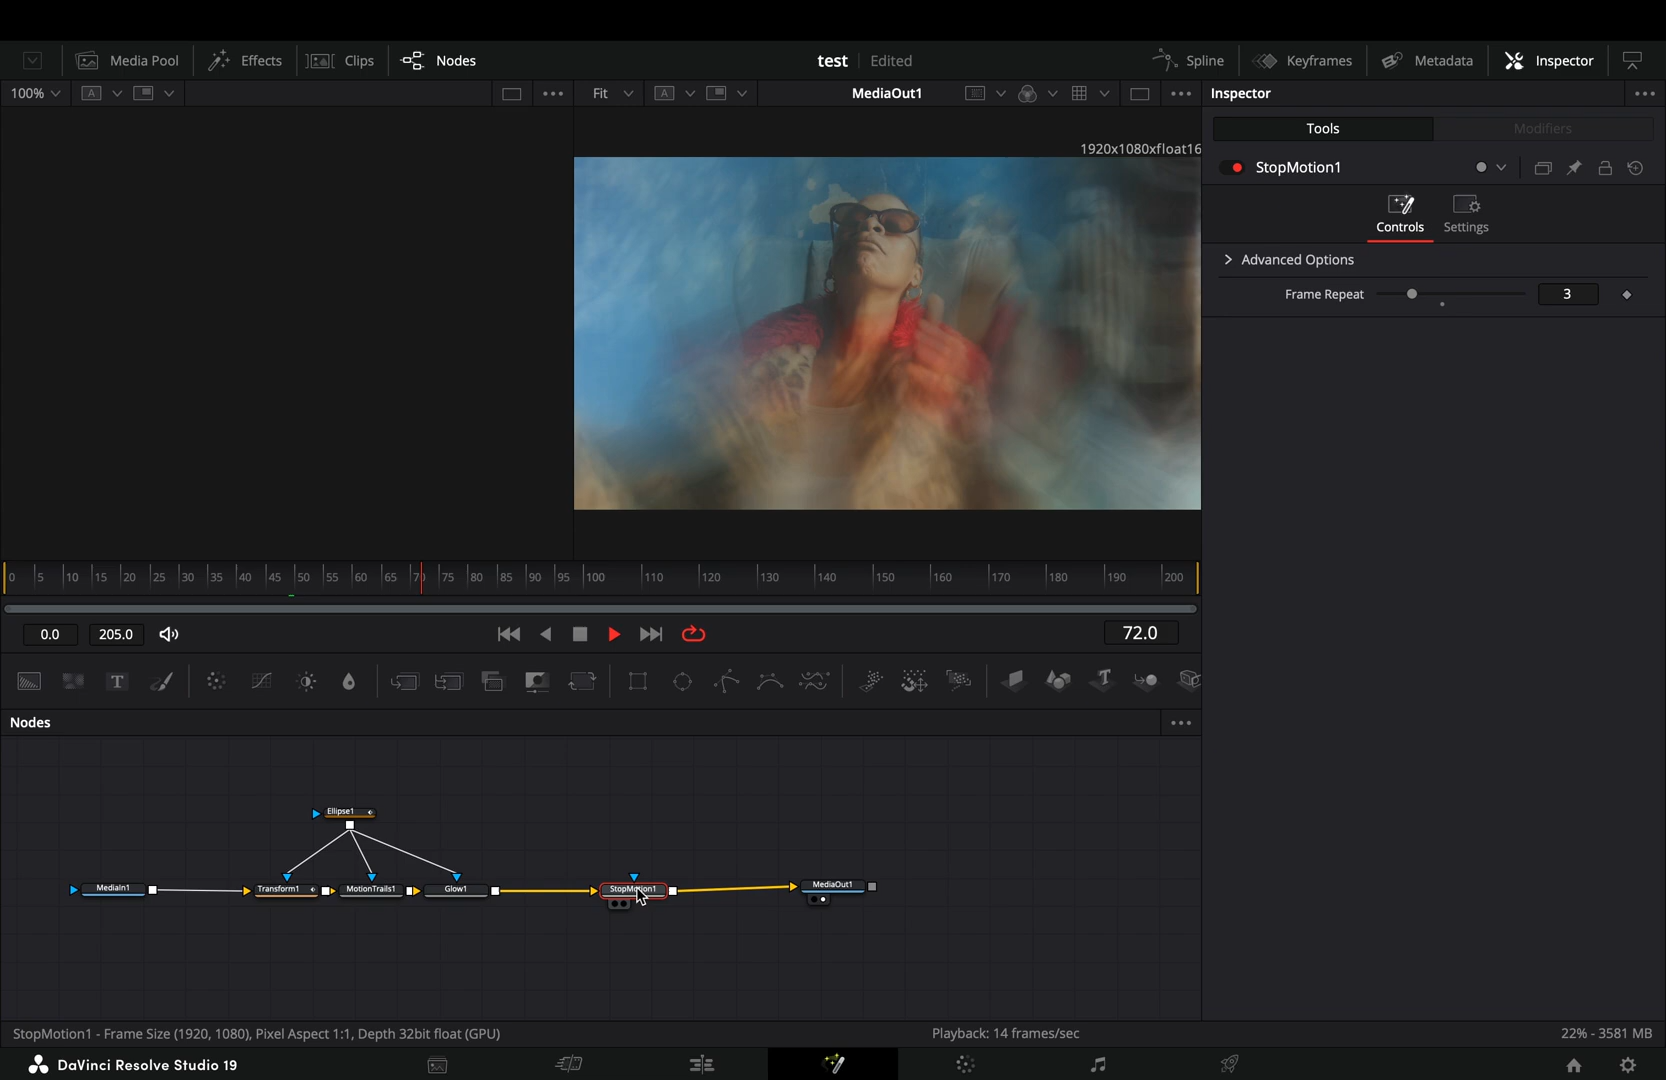 Media Pool Effects Clips Nodes test Edited Spline Keyframes Metadata Inspector
100% A Fit A MediaOut1 Inspector
Tools Modifiers
1920x1080xfloat16
StopMotion1
Controls Settings
Advanced Options
Frame Repeat 3
0 5 10 15 20 25 30 35 40 45 50 55 60 65 70 75 80 85 90 95 100 110 120 130 140 150 160 170 180 190 200
0.0 205.0 72.0
T T
Nodes
Ellipse1
MediaIn1 Transform1 MotionTrails1 Glow1 StopMotion1 MediaOut1
StopMotion1 - Frame Size (1920, 1080), Pixel Aspect 1:1, Depth 32bit float (GPU) Playback: 14 frames/sec 22% - 3581 MB
DaVinci Resolve Studio 19